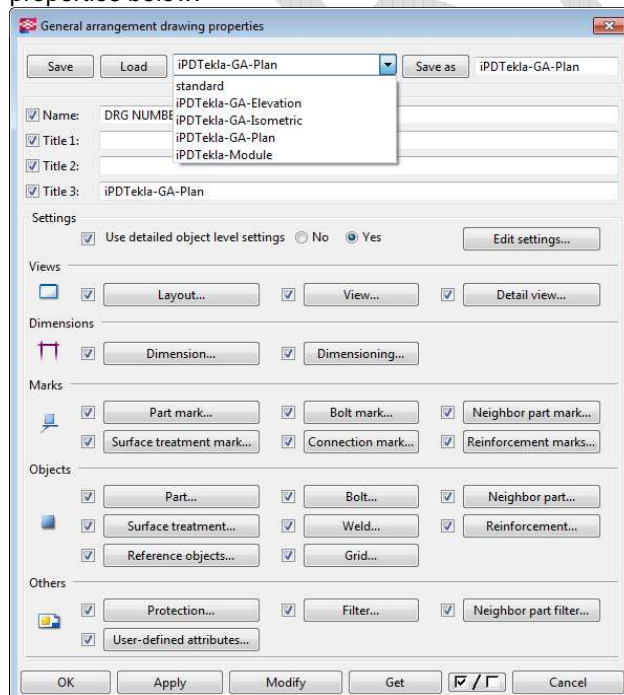 properties below.
General arrangement drawing properties
Save Load iPDTekla-GA-Plan Save as iPDTekla-GA-Plan
standard
iPDTekla-GA-Elevation
iPDTekla-GA-Isometric
iPDTekla-GA-Plan
iPDTekla-Module
Name: DRG NUMBE
Title 1:
Title 2:
Title 3: iPDTekla-GA-Plan
Settings
Use detailed object level settings No Yes Edit settings...
Views
Layout... View... Detail view...
Dimensions
Dimension... Dimensioning...
Marks
Part mark... Bolt mark... Neighbor part mark...
Surface treatment mark... Connection mark... Reinforcement marks...
Objects
Part... Bolt... Neighbor part...
Surface treatment... Weld... Reinforcement...
Reference objects... Grid...
Others
Protection... Filter... Neighbor part filter...
User-defined attributes...
OK Apply Modify Get / Cancel